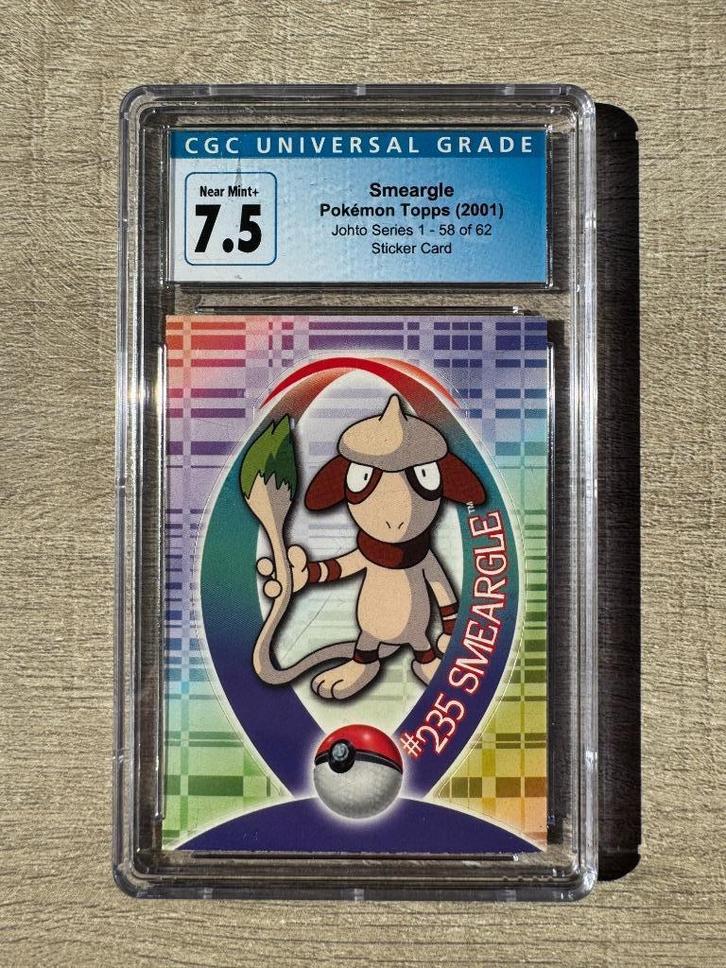 CGC UNIVERSAL GRADE
Near Mint+
7.5
Smeargle
Pokémon Topps (2001)
Johto Series 1 - 58 of 62
Sticker Card
#235 SMEARGLE™